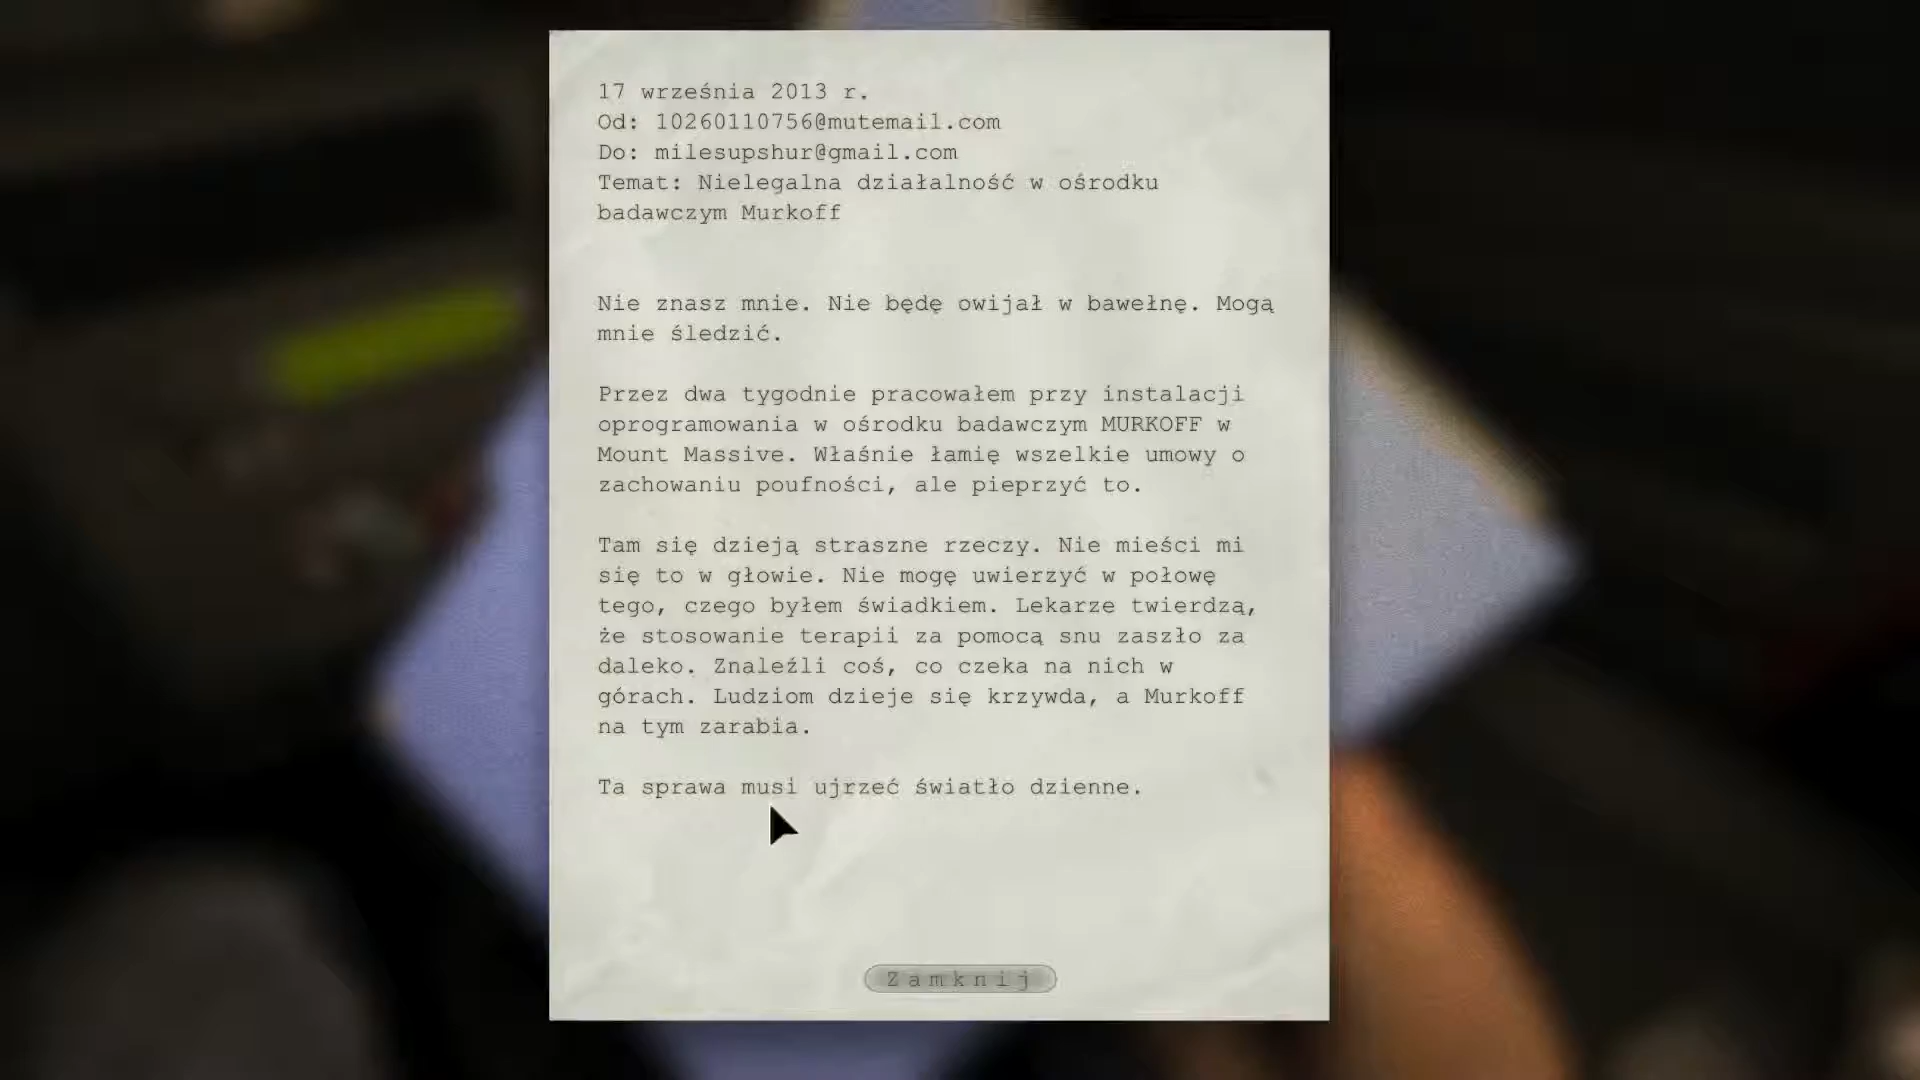 17 września 2013 r.
Od: 10260110756@mutemail.com
Do: milesupshur@gmail.com
Temat: Nielegalna działalność w ośrodku
badawczym Murkoff
Nie znasz mnie. Nie będę owijał w bawełnę. Mogą
mnie śledzić.
Przez dwa tygodnie pracowałem przy instalacji
oprogramowania w ośrodku badawczym MURKOFF w
Mount Massive. Właśnie łamię wszelkie umowy o
zachowaniu poufności, ale pieprzyć to.
Tam się dzieją straszne rzeczy. Nie mieści mi
się to w głowie. Nie mogę uwierzyć w połowę
tego, czego byłem świadkiem. Lekarze twierdzą,
że stosowanie terapii za pomocą snu zaszło za
daleko. Znaleźli coś, co czeka na nich w
górach. Ludziom dzieje się krzywda, a Murkoff
na tym zarabia.
Ta sprawa musi ujrzeć światło dzienne.
Zamknij